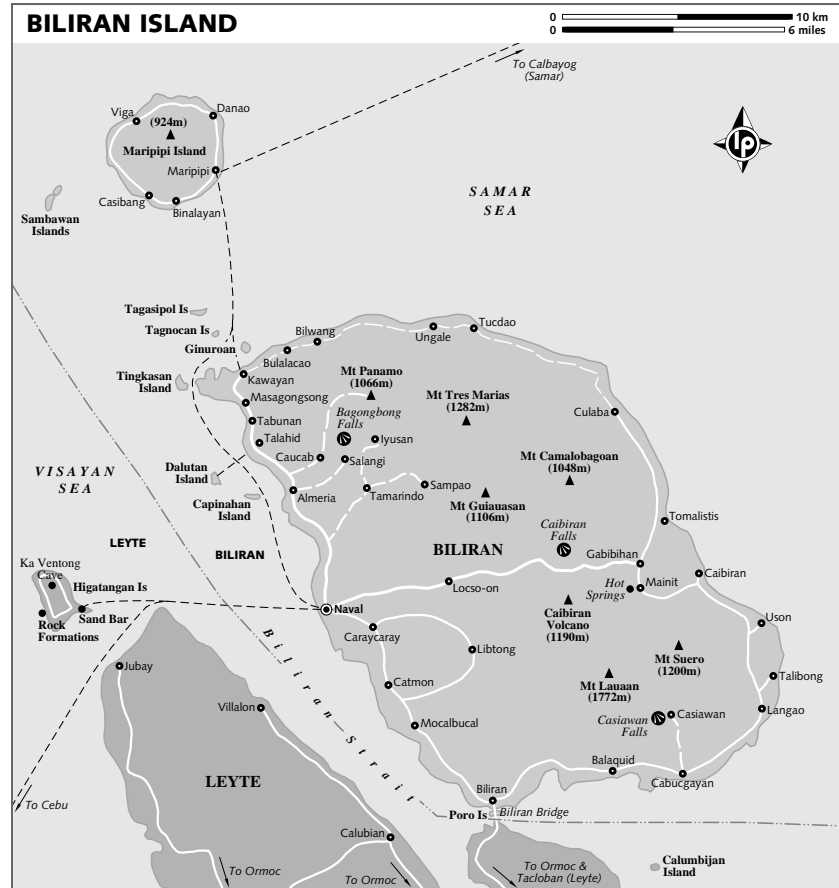 BILIRAN ISLAND
0 10 km
0 6 miles
To Calbayog
(Samar)
Danao
Viga
(924m)
Maripipi Island
lp
Maripipi
Casibang
Binalayan
Sambawan
Islands
SAMAR
SEA
Tagasipol Is
Tagnocan Is
Ginuroan
Bilwang
Ungale
Tucdao
Bulalacao
Tingkasan
Island
Kawayan
Mt Panamo
(1066m)
Masagongsong
Mt Tres Marias
(1282m)
Culaba
Bagongbong
Falls
Tabunan
Talahid
Iyusan
Caucab
Salangi
Mt Camalobagoan
(1048m)
VISAYAN
SEA
Dalutan
Island
Sampao
Almeria
Tamarindo
Mt Guiauasan
(1106m)
Capinahan
Island
Tomalistis
Caibiran
Falls
LEYTE
BILIRAN
BILIRAN
Gabibihan
Ka Ventong
Cave
Higatangan Is
Locso-on
Hot
Springs
Mainit
Caibiran
Rock
Formations
Sand Bar
Naval
Caibiran
Volcano
(1190m)
Uson
Caraycaray
Libtong
Mt Suero
(1200m)
Jubay
Biliran Strait
Mt Lauaan
(1772m)
Talibong
Catmon
Villalon
Casiawan
Falls
Casiawan
Langao
Mocalbucal
LEYTE
Balaquid
Cabucgayan
Biliran
To Cebu
Poro Is
Biliran Bridge
Calubian
To Ormoc
To Ormoc
To Ormoc &
Tacloban (Leyte)
Calumbijan
Island